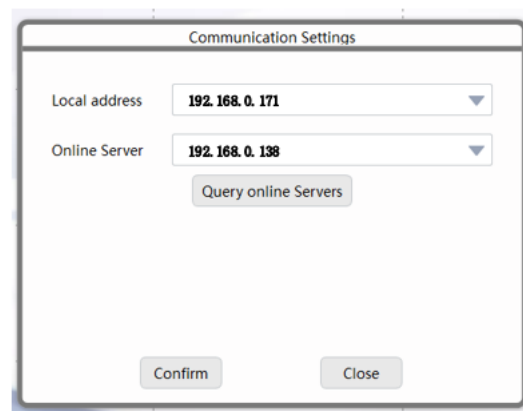 Communication Settings
Local address 192. 168. 0. 171
Online Server 192. 168. 0. 138
Query online Servers
Confirm Close